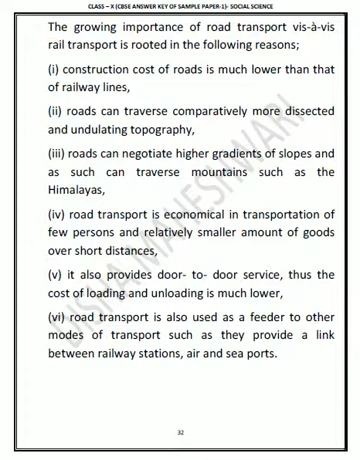 CLASS – X (CBSE ANSWER KEY OF SAMPLE PAPER-1)- SOCIAL SCIENCE
The growing importance of road transport vis-à-vis
rail transport is rooted in the following reasons;
(i) construction cost of roads is much lower than that
of railway lines,
(ii) roads can traverse comparatively more dissected
and undulating topography,
(iii) roads can negotiate higher gradients of slopes and
as such can traverse mountains such as the
Himalayas,
(iv) road transport is economical in transportation of
few persons and relatively smaller amount of goods
over short distances,
(v) it also provides door- to- door service, thus the
cost of loading and unloading is much lower,
(vi) road transport is also used as a feeder to other
modes of transport such as they provide a link
between railway stations, air and sea ports.
DISHA MAHESHWARI
32